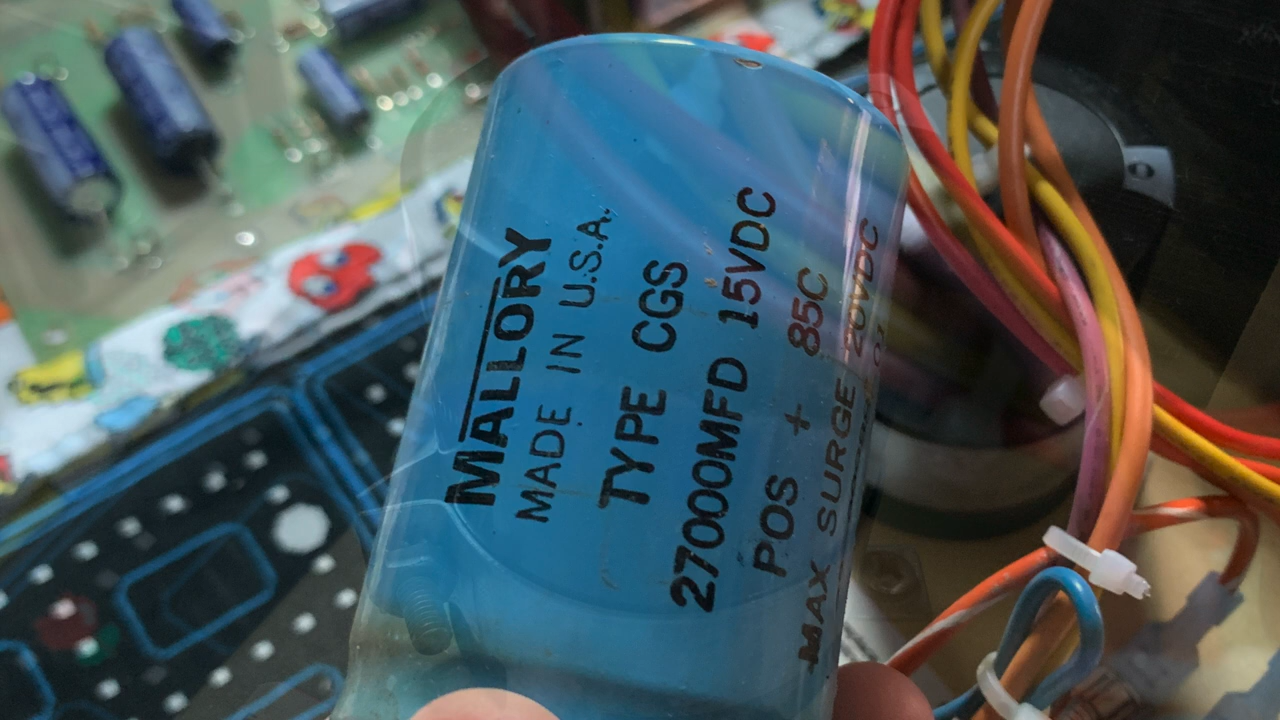 MALLORY
MADE IN U.S.A.
TYPE CGS
27000MFD 15VDC
POS + 85C
MAX SURGE 20VDC